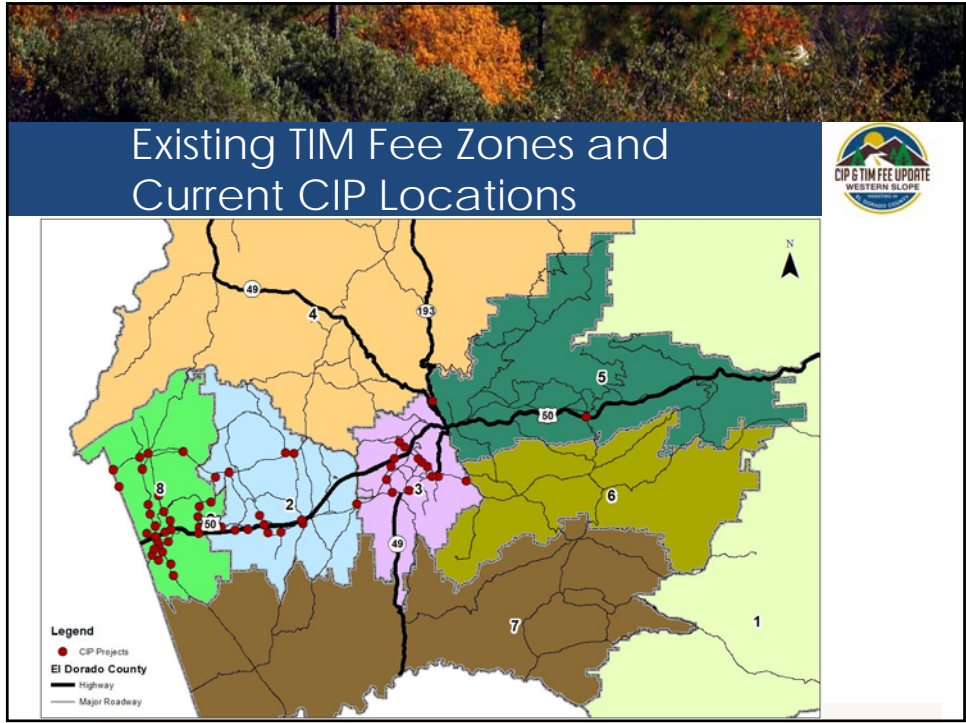 Existing TIM Fee Zones and
Current CIP Locations
CIP & TIM FEE UPDATE
WESTERN SLOPE
INVESTING IN
EL DORADO COUNTY
N
49
4
193
5
50
8
2
50
3
6
49
7
1
Legend
CIP Projects
El Dorado County
Highway
Major Roadway